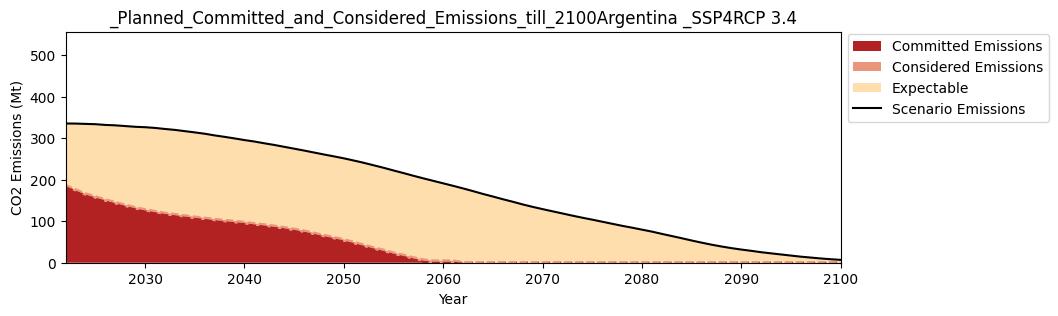 _Planned_Committed_and_Considered_Emissions_till_2100Argentina _SSP4RCP 3.4
CO2 Emissions (Mt)
500
400
300
200
100
0
2030 2040 2050 2060 2070 2080 2090 2100
Year
Committed Emissions
Considered Emissions
Expectable
Scenario Emissions